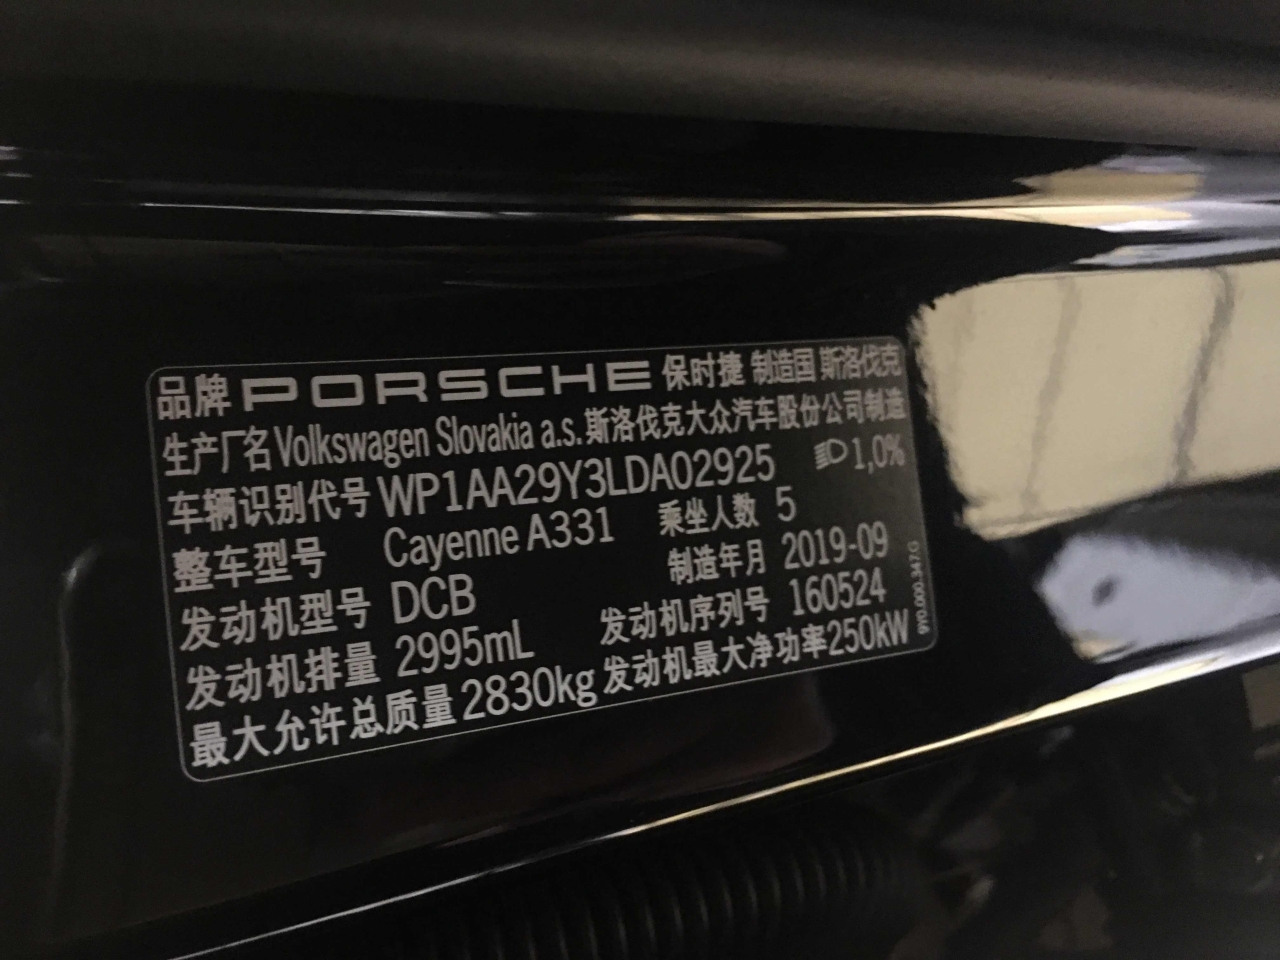 品牌 PORSCHE 保时捷 制造国 斯洛伐克
生产厂名 Volkswagen Slovakia a.s. 斯洛伐克大众汽车股份公司制造
车辆识别代号 WP1AA29Y3LDA02925 1,0%
整车型号 Cayenne A331 乘坐人数 5
发动机型号 DCB 制造年月 2019-09
发动机排量 2995mL 发动机序列号 160524
最大允许总质量 2830kg 发动机最大净功率 250kW
9Y0.000.347.G